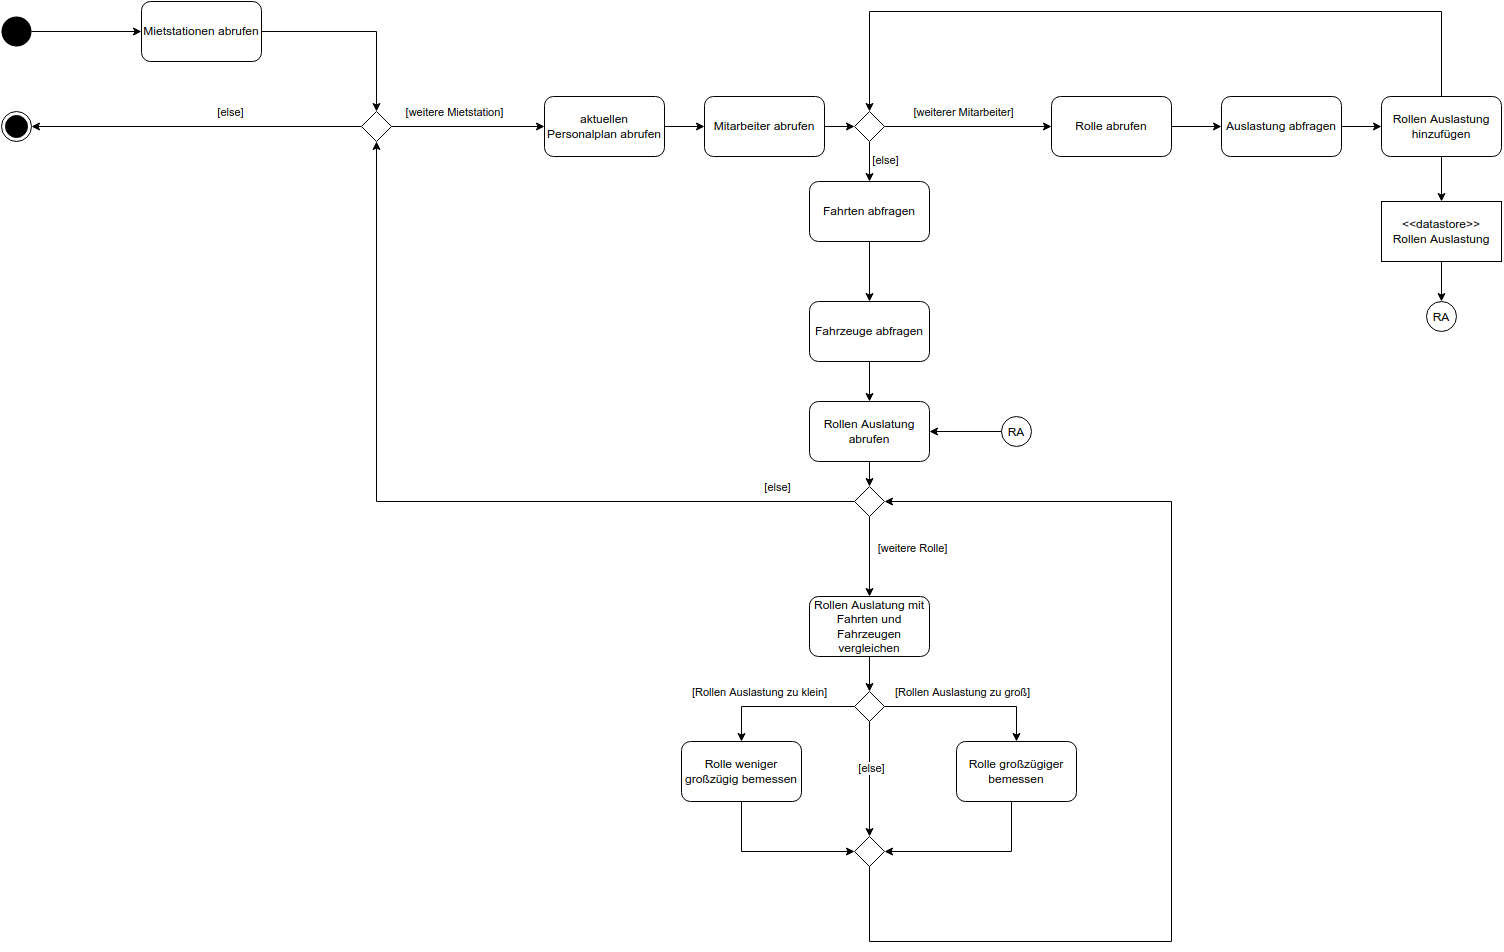 Mietstationen abrufen
[else]
[weitere Mietstation]
aktuellen
Personalplan abrufen
Mitarbeiter abrufen
[weiterer Mitarbeiter]
Rolle abrufen
Auslastung abfragen
Rollen Auslastung
hinzufügen
[else]
Fahrten abfragen
<<datastore>>
Rollen Auslastung
RA
Fahrzeuge abfragen
Rollen Auslatung
abrufen
RA
[else]
[weitere Rolle]
Rollen Auslatung mit
Fahrten und
Fahrzeugen
vergleichen
[Rollen Auslastung zu klein]
[Rollen Auslastung zu groß]
Rolle weniger
großzügig bemessen
[else]
Rolle großzügiger
bemessen